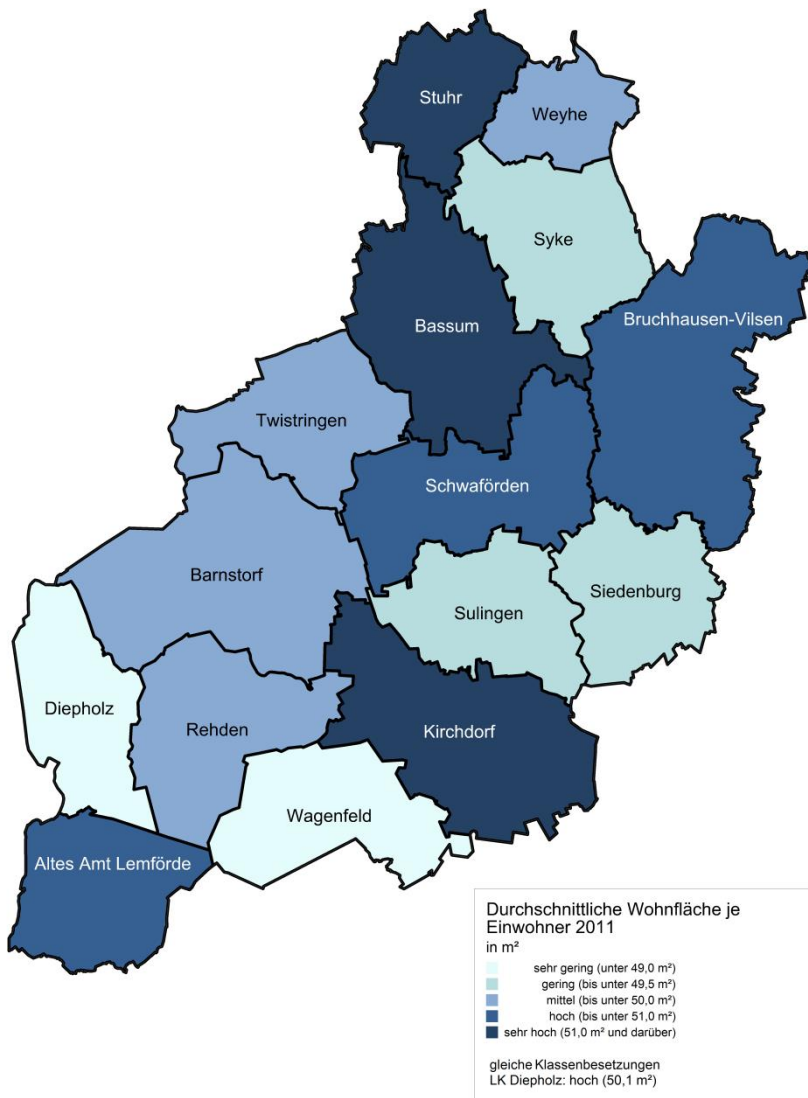 Stuhr
Weyhe
Syke
Bassum
Bruchhausen-Vilsen
Twistringen
Schwaförden
Barnstorf
Siedenburg
Sulingen
Diepholz
Rehden
Kirchdorf
Wagenfeld
Altes Amt Lemförde
Durchschnittliche Wohnfläche je
Einwohner 2011
in m²
sehr gering (unter 49,0 m²)
gering (bis unter 49,5 m²)
mittel (bis unter 50,0 m²)
hoch (bis unter 51,0 m²)
sehr hoch (51,0 m² und darüber)
gleiche Klassenbesetzungen
LK Diepholz: hoch (50,1 m²)